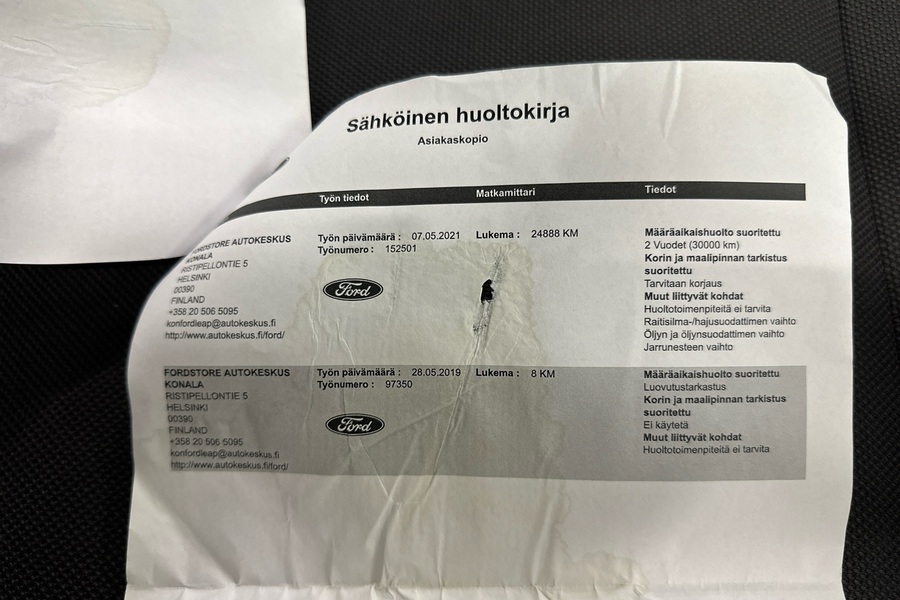 Sähköinen huoltokirja
Asiakaskopio
Työn tiedot Matkamittari Tiedot
FORDSTORE AUTOKESKUS
KONALA
RISTIPELLONTIE 5
HELSINKI
00390
FINLAND
+358 20 506 5095
konfordieap@autokeskus.fi
http://www.autokeskus.fi/ford/
Työn päivämäärä : 07.05.2021
Työnumero : 152501
Ford
Lukema : 24888 KM
Määräaikaishuolto suoritettu
2 Vuodet (30000 km)
Korin ja maalipinnan tarkistus
suoritettu
Tarvitaan korjaus
Muut liittyvät kohdat
Huoltotoimenpiteitä ei tarvita
Raitisilma-/hajusuodattimen vaihto
Öljyn ja öljynsuodattimen vaihto
Jarrunesteen vaihto
FORDSTORE AUTOKESKUS
KONALA
RISTIPELLONTIE 5
HELSINKI
00390
FINLAND
+358 20 506 5095
konfordieap@autokeskus.fi
http://www.autokeskus.fi/ford/
Työn päivämäärä : 28.05.2019
Työnumero : 97350
Ford
Lukema : 8 KM
Määräaikaishuolto suoritettu
Luovutustarkastus
Korin ja maalipinnan tarkistus
suoritettu
Ei käytetä
Muut liittyvät kohdat
Huoltotoimenpiteitä ei tarvita